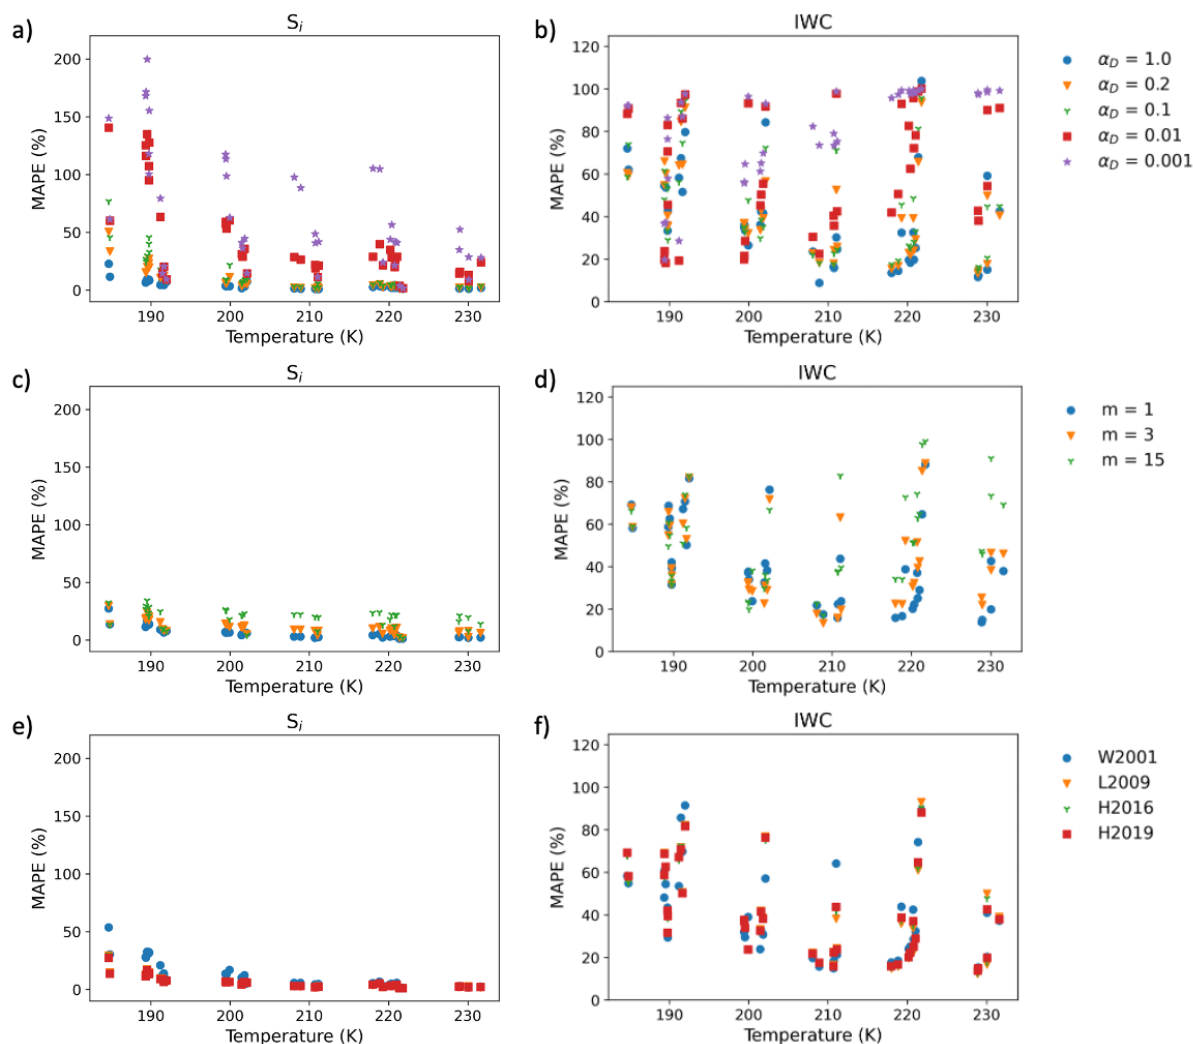 a)
S_i
MAPE (%)
200
150
100
50
0
190 200 210 220 230
Temperature (K)
b)
IWC
MAPE (%)
120
100
80
60
40
20
0
190 200 210 220 230
Temperature (K)
α_D = 1.0
α_D = 0.2
α_D = 0.1
α_D = 0.01
α_D = 0.001
c)
S_i
MAPE (%)
200
150
100
50
0
190 200 210 220 230
Temperature (K)
d)
IWC
MAPE (%)
120
100
80
60
40
20
0
190 200 210 220 230
Temperature (K)
m = 1
m = 3
m = 15
e)
S_i
MAPE (%)
200
150
100
50
0
190 200 210 220 230
Temperature (K)
f)
IWC
MAPE (%)
120
100
80
60
40
20
0
190 200 210 220 230
Temperature (K)
W2001
L2009
H2016
H2019